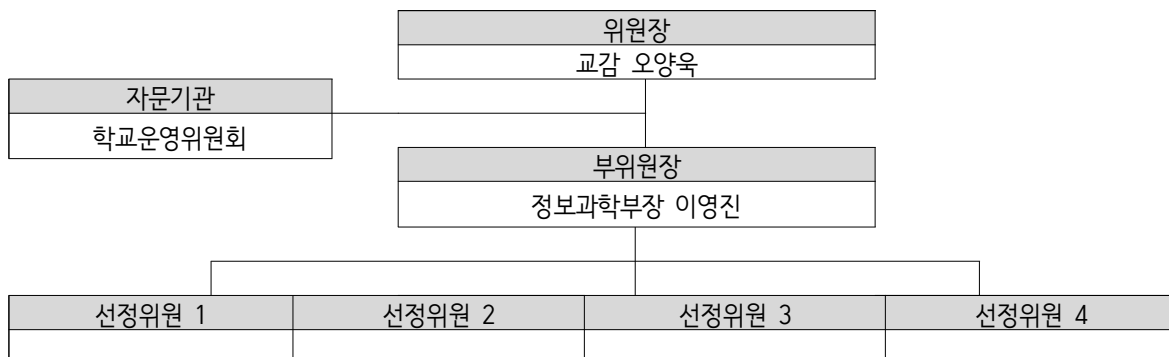 위원장
교감 오양욱
자문기관
학교운영위원회
부위원장
정보과학부장 이영진
선정위원 1 선정위원 2 선정위원 3 선정위원 4